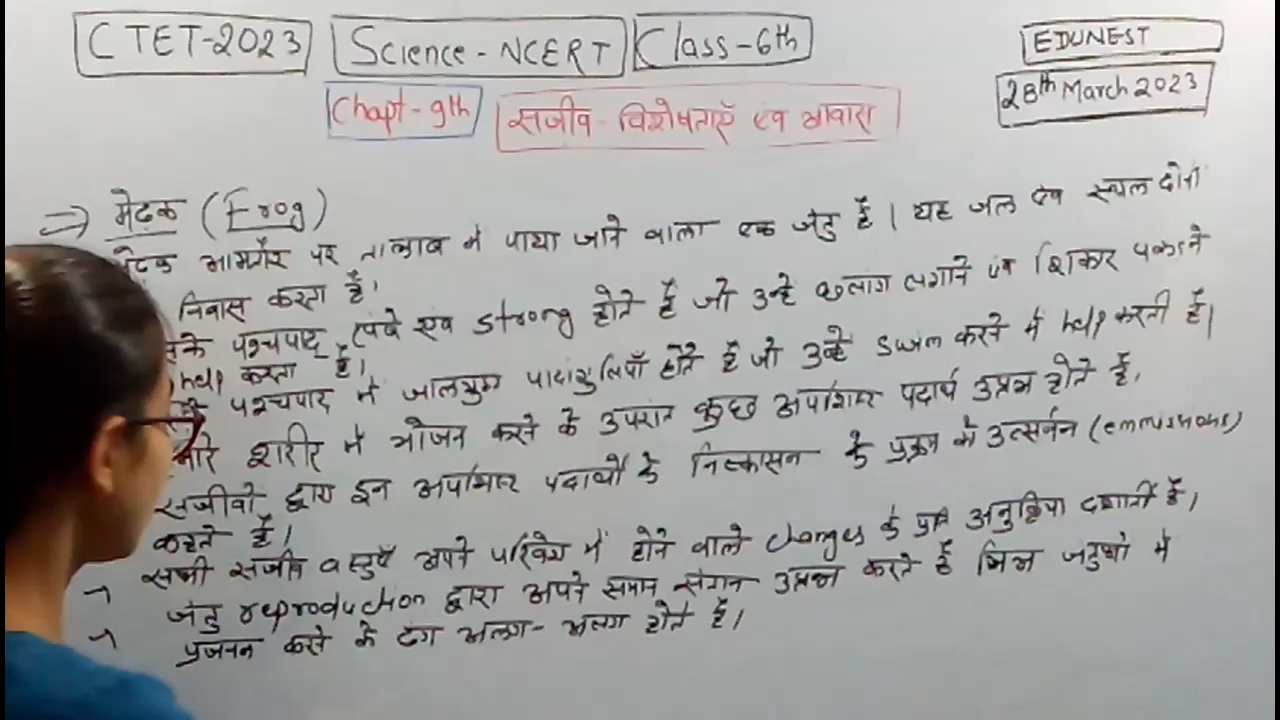 CTET-2023 Science-NCERT Class-6th EDUNEST
28th March 2023
Chapt-9th सजीव-विशेषताएँ एवं आवास
=> मेढ़क (Frog)
मेढ़क आमतौर पर तालाब में पाया जाने वाला एक जंतु है। यह जल एव स्थल दोनों
निवास करता है।
पश्चपाद् लंबे एव strong होते हैं जो उन्हे छलांग लगाने एव शिकार पकडने
help करता है।
पश्चपाद में जालयुक्त पादांगुलियाँ होते है जो उन्हें swim करने में help करती हैं।
शरीर में भोजन करने के उपरांत कुछ अपशिष्ट पदार्थ उत्पन्न होते हैं,
सजीवो द्वारा इन अपशिष्ट पदार्थों के निष्कासन के प्रक्रम को उत्सर्जन (emmissions)
कहते हैं।
सभी सजीव वस्तुएँ अपने परिवेश में होने वाले changes के प्रति अनुक्रिया दर्शाती हैं,
जंतु reproduction द्वारा अपने समान संतान उत्पन्न करते हैं जंतुओ में
प्रजनन करने के ढंग अलग-अलग होते हैं।